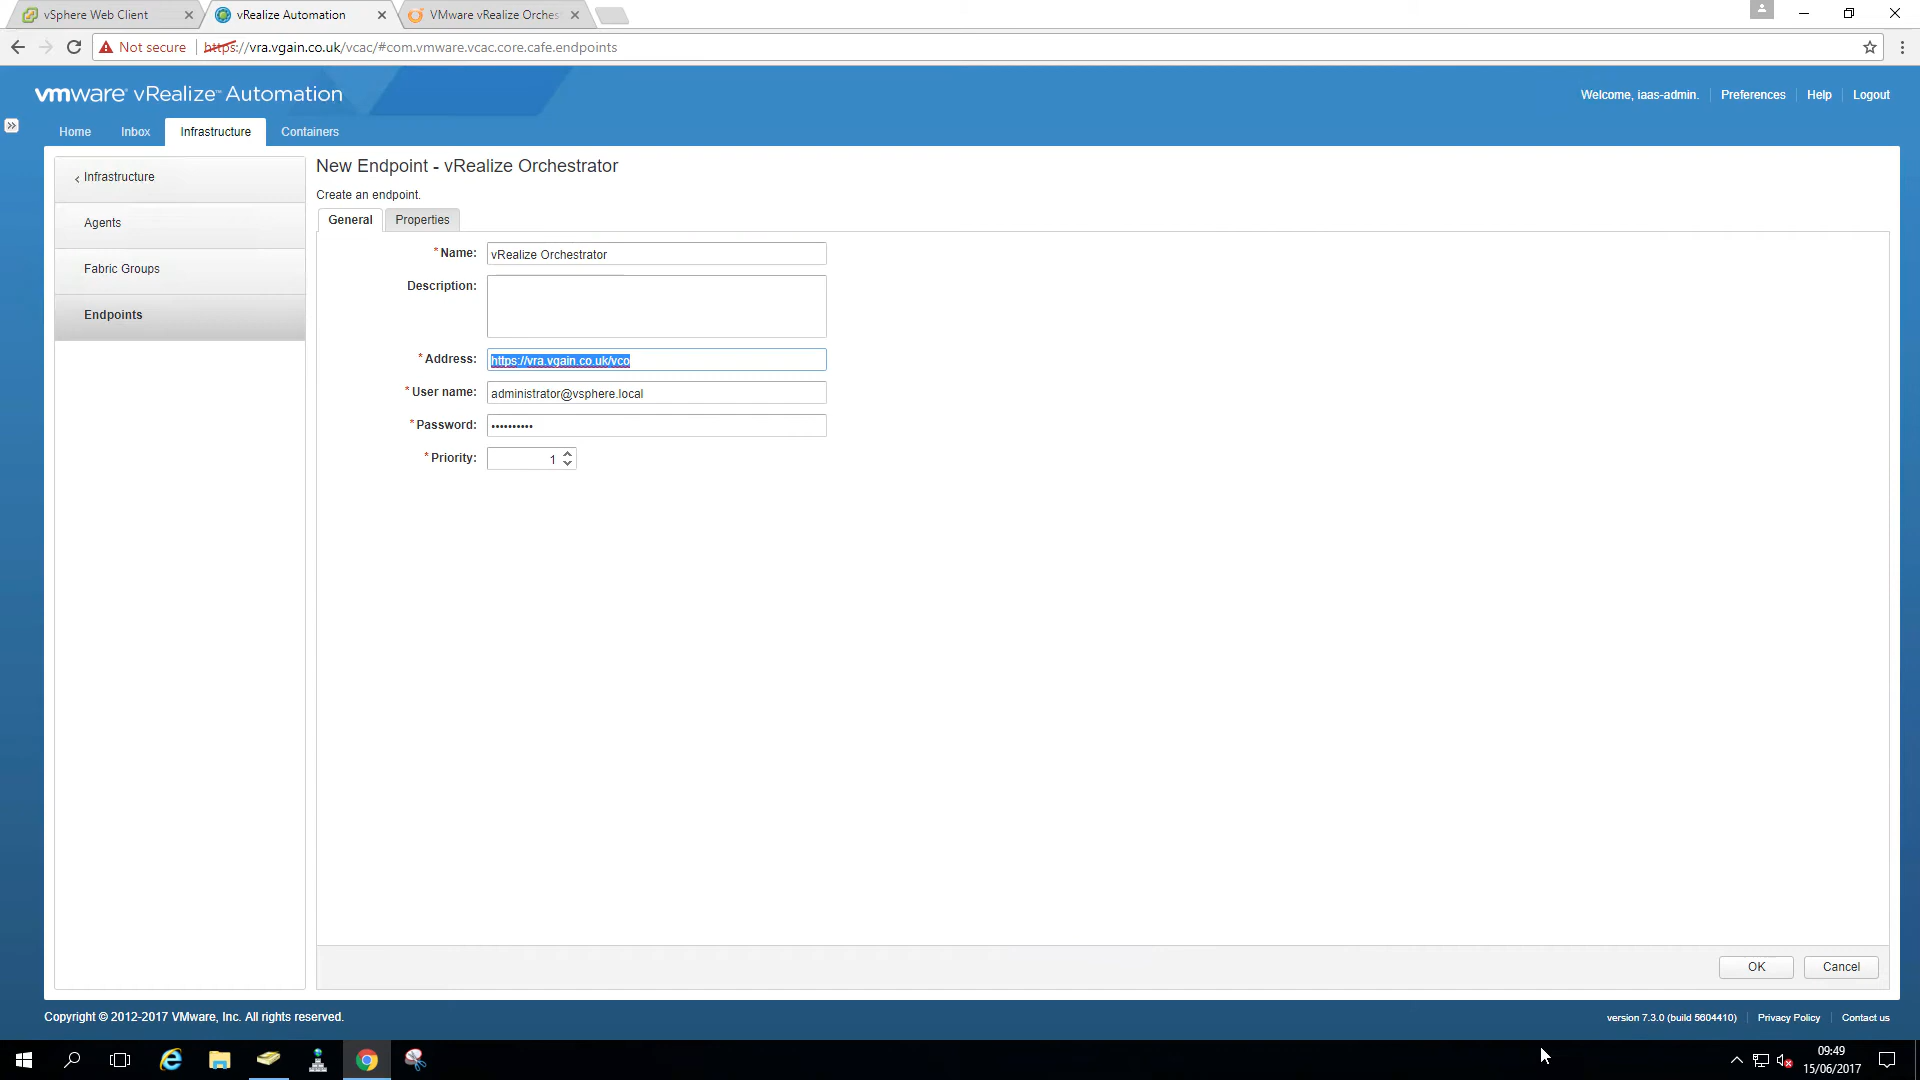 vSphere Web Client
vRealize Automation
VMware vRealize Orches
Not secure
https://vra.vgain.co.uk/vcac/#com.vmware.vcac.core.cafe.endpoints
vmware vRealize™ Automation
Welcome, iaas-admin.
Preferences
Help
Logout
Home
Inbox
Infrastructure
Containers
Infrastructure
Agents
Fabric Groups
Endpoints
New Endpoint - vRealize Orchestrator
Create an endpoint.
General
Properties
* Name: vRealize Orchestrator
Description:
* Address: https://vra.vgain.co.uk/vco
* User name: administrator@vsphere.local
* Password: ••••••••••
* Priority: 1
OK
Cancel
Copyright © 2012-2017 VMware, Inc. All rights reserved.
version 7.3.0 (build 5604410)
Privacy Policy
Contact us
09:49
15/06/2017